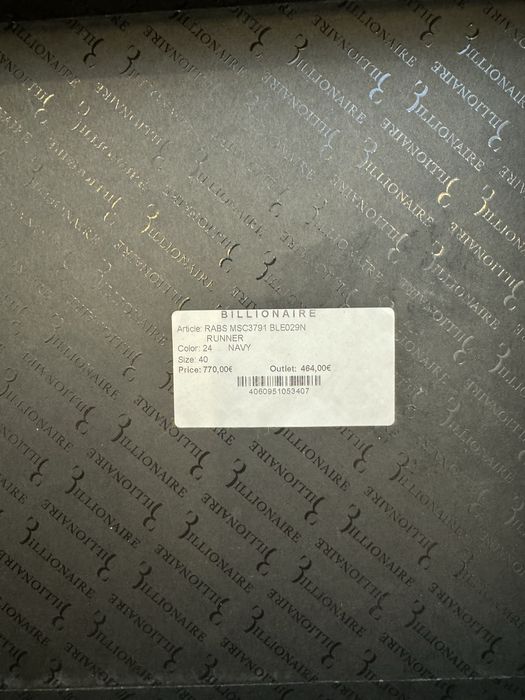 BILLIONAIRE
Article: RABS MSC3791 BLE029N
RUNNER
Color: 24 NAVY
Size: 40
Price: 770,00€ Outlet: 464,00€
4060951053407